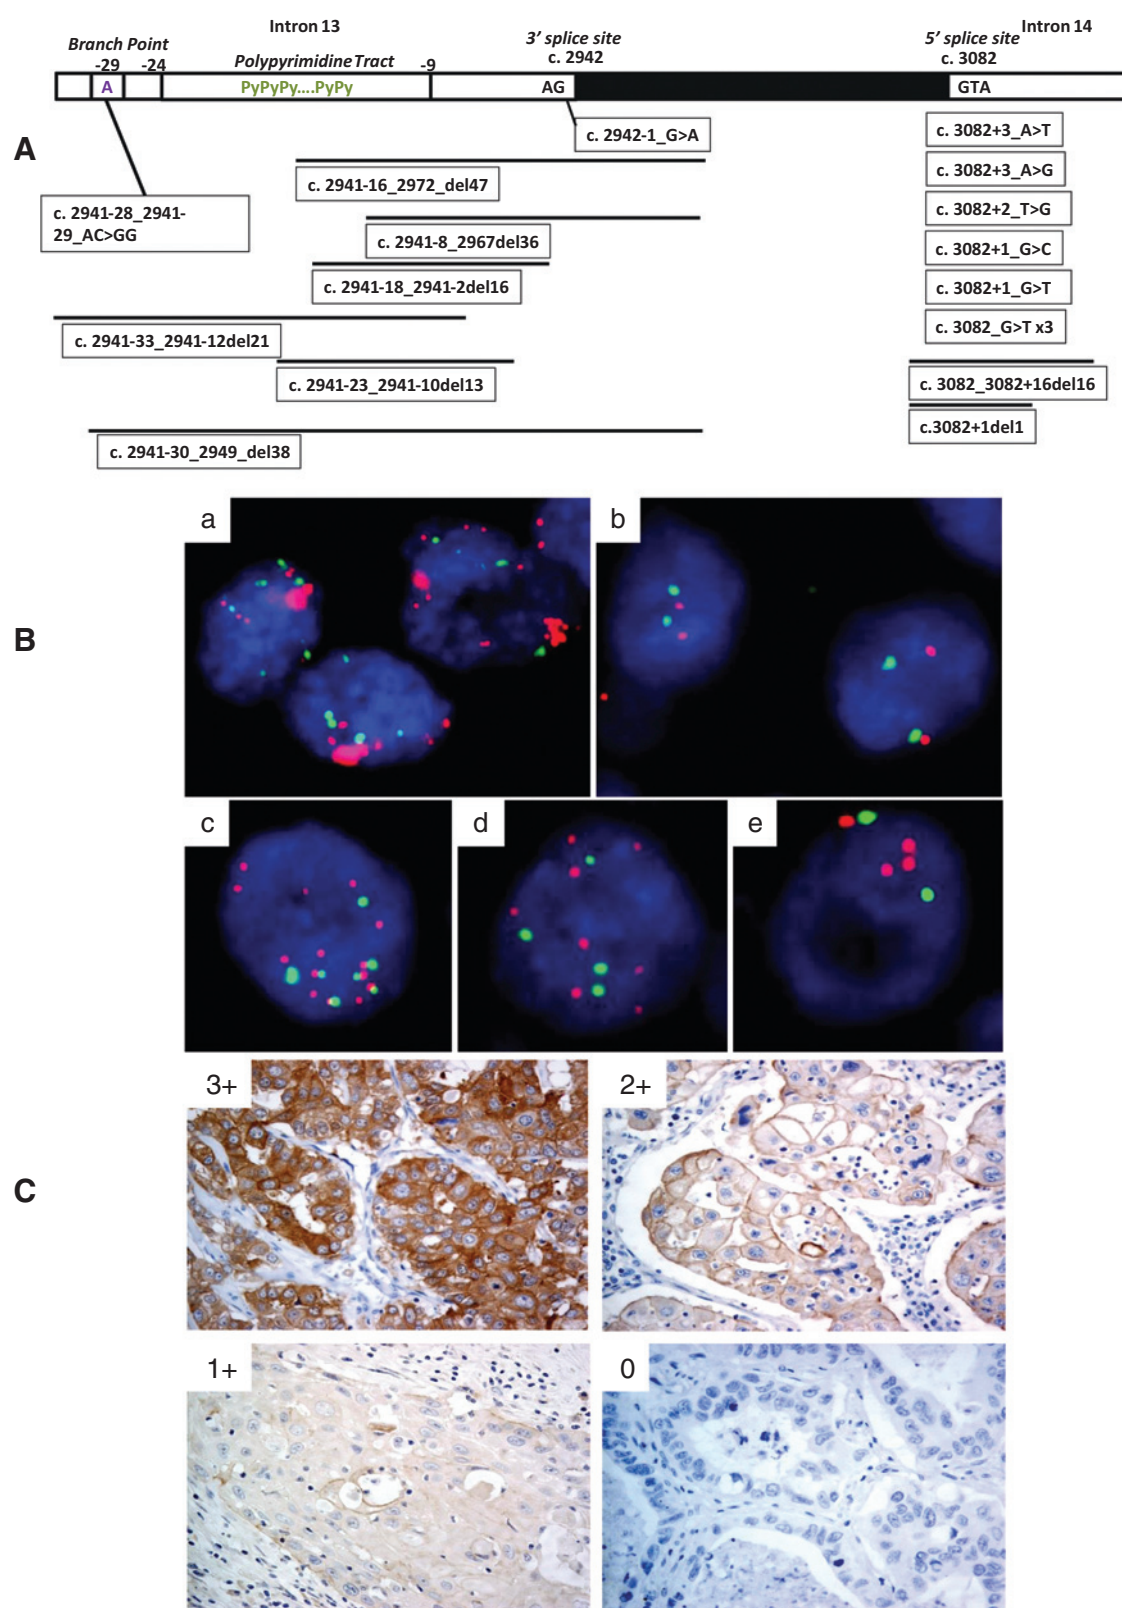 Intron 13
3’ splice site
5’ splice site
Intron 14
Branch Point
c. 2942
c. 3082
-29
-24
Polypyrimidine Tract
-9
A
PyPyPy....PyPy
AG
GTA
A
c. 2942-1_G>A
c. 3082+3_A>T
c. 2941-16_2972_del47
c. 3082+3_A>G
c. 2941-28_2941-
29_AC>GG
c. 3082+2_T>G
c. 2941-8_2967del36
c. 3082+1_G>C
c. 2941-18_2941-2del16
c. 3082+1_G>T
c. 2941-33_2941-12del21
c. 3082_G>T x3
c. 2941-23_2941-10del13
c. 3082_3082+16del16
c. 2941-30_2949_del38
c.3082+1del1
B
a
b
c
d
e
C
3+
2+
1+
0